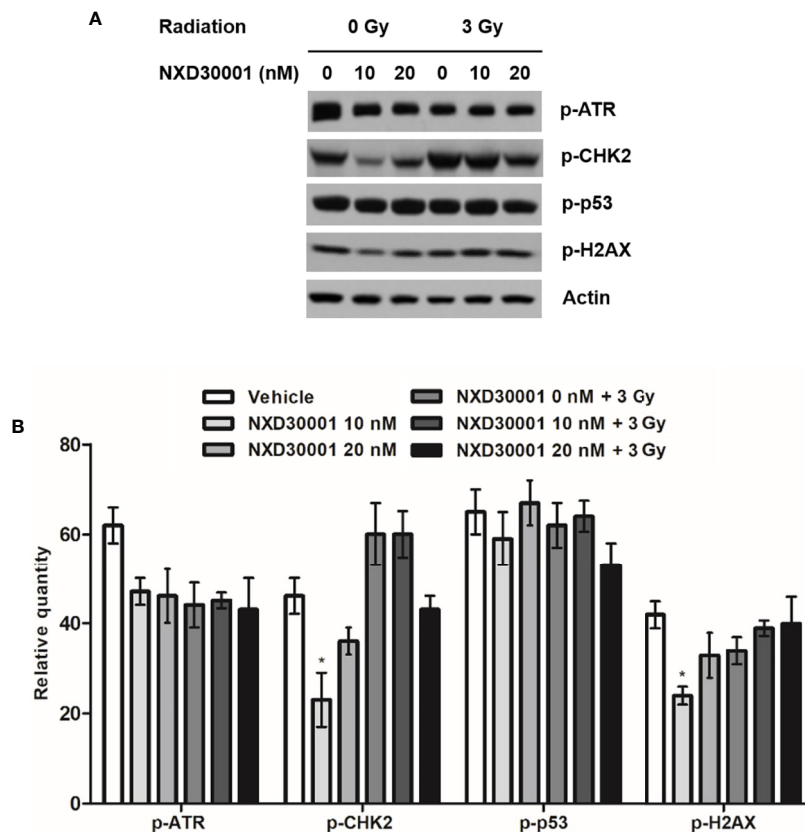 A
Radiation 0 Gy 3 Gy
NXD30001 (nM) 0 10 20 0 10 20
p-ATR
p-CHK2
p-p53
p-H2AX
Actin
B
Vehicle NXD30001 0 nM + 3 Gy
NXD30001 10 nM NXD30001 10 nM + 3 Gy
NXD30001 20 nM NXD30001 20 nM + 3 Gy
Relative quantity
80
60
40
20
0
*
*
p-ATR p-CHK2 p-p53 p-H2AX